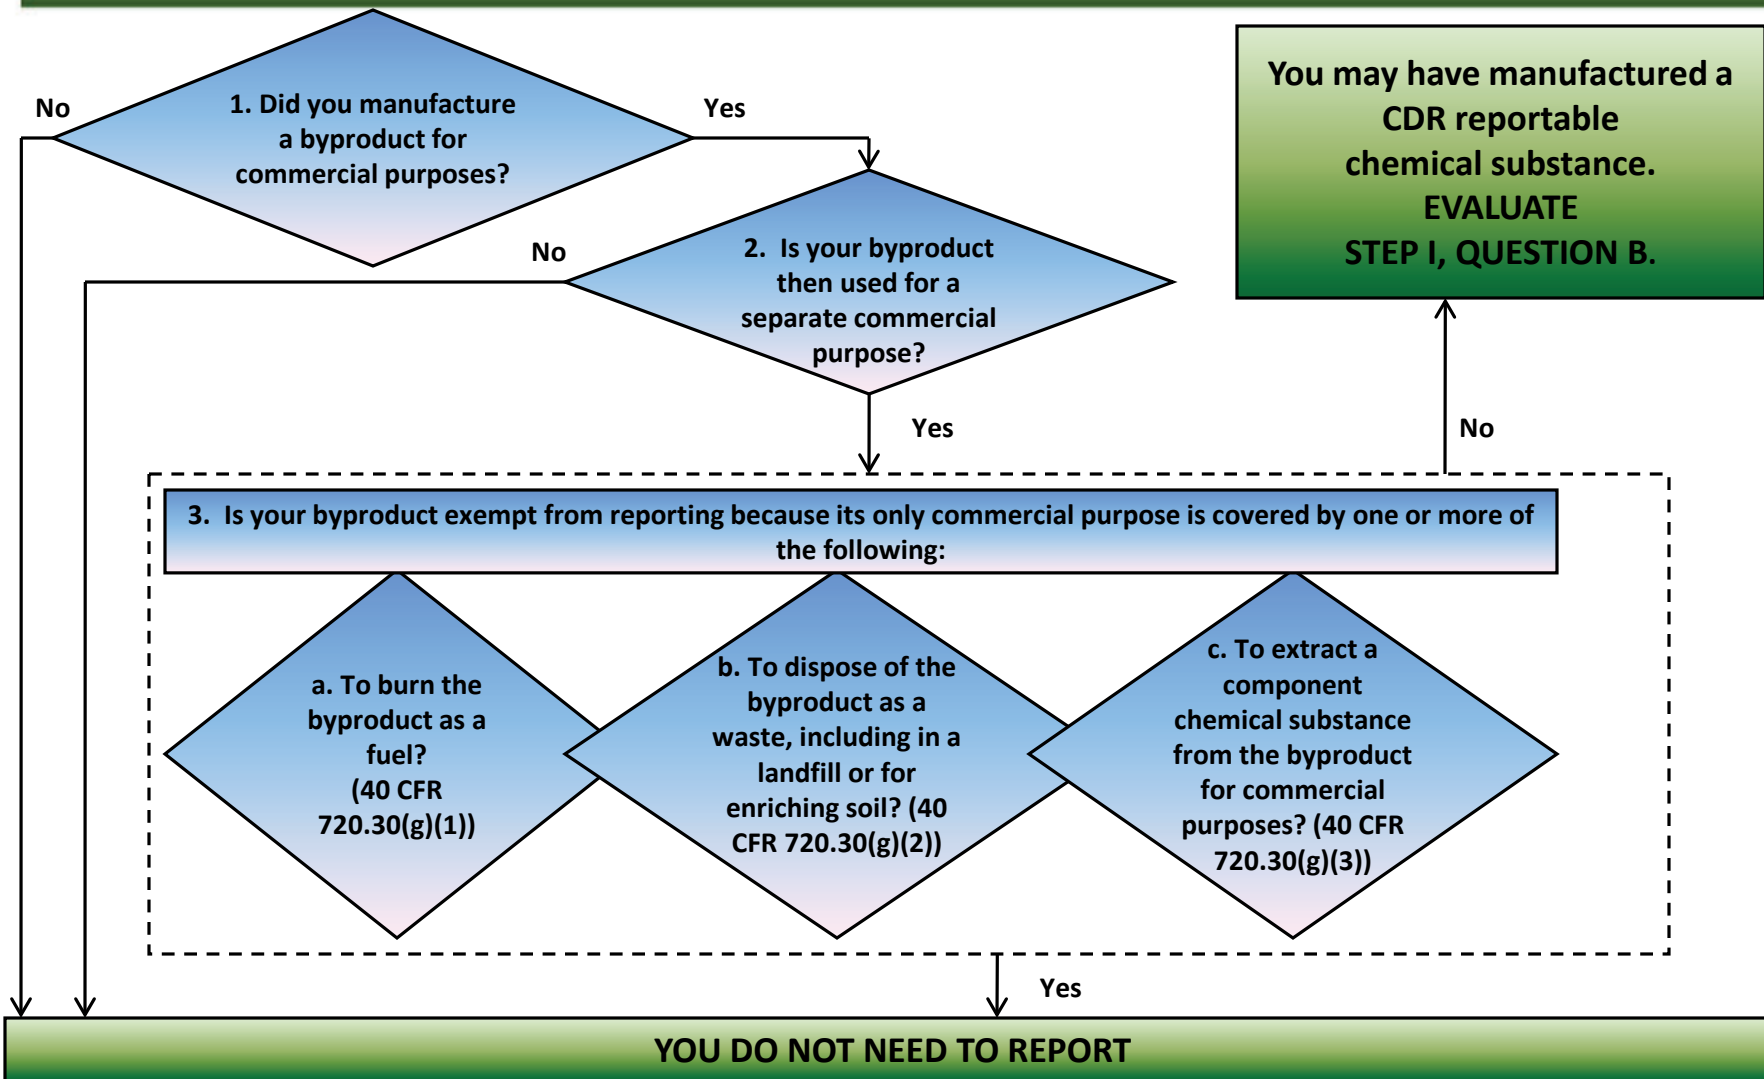 No
1. Did you manufacture
a byproduct for
commercial purposes?
Yes
No
2. Is your byproduct
then used for a
separate commercial
purpose?
You may have manufactured a
CDR reportable
chemical substance.
EVALUATE
STEP I, QUESTION B.
Yes
No
3. Is your byproduct exempt from reporting because its only commercial purpose is covered by one or more of
the following:
a. To burn the
byproduct as a
fuel?
(40 CFR
720.30(g)(1))
b. To dispose of the
byproduct as a
waste, including in a
landfill or for
enriching soil? (40
CFR 720.30(g)(2))
c. To extract a
component
chemical substance
from the byproduct
for commercial
purposes? (40 CFR
720.30(g)(3))
Yes
YOU DO NOT NEED TO REPORT